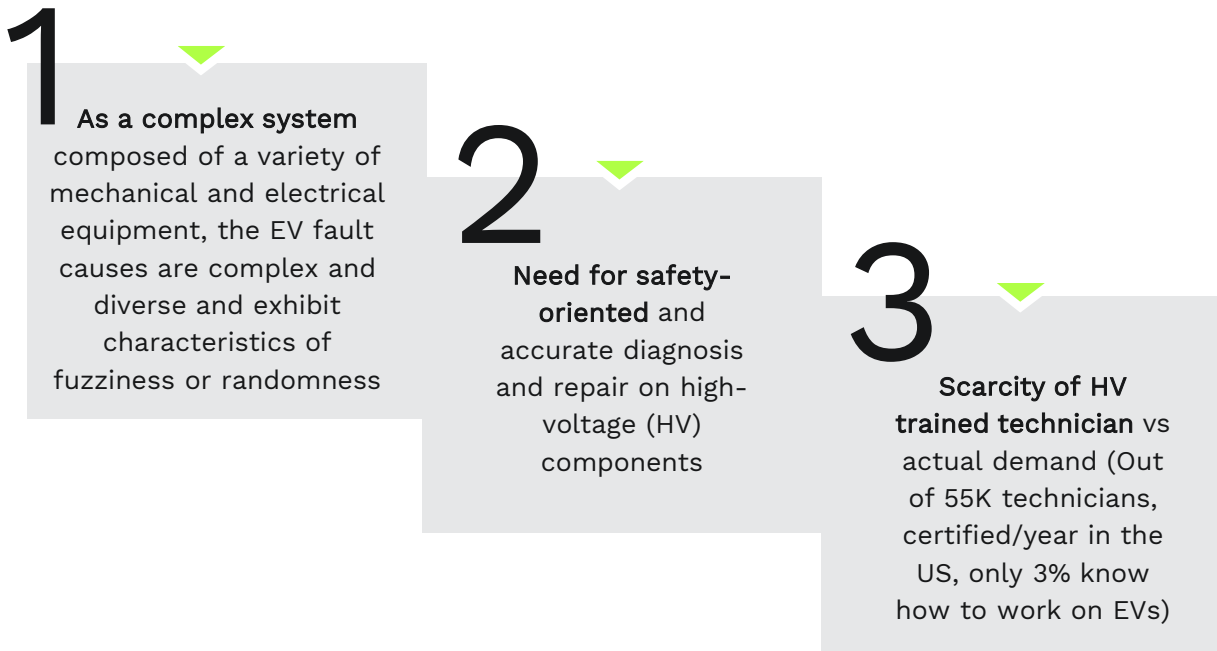 1
As a complex system
composed of a variety of
mechanical and electrical
equipment, the EV fault
causes are complex and
diverse and exhibit
characteristics of
fuzziness or randomness
2
Need for safety-
oriented and
accurate diagnosis
and repair on high-
voltage (HV)
components
3
Scarcity of HV
trained technician vs
actual demand (Out
of 55K technicians,
certified/year in the
US, only 3% know
how to work on EVs)